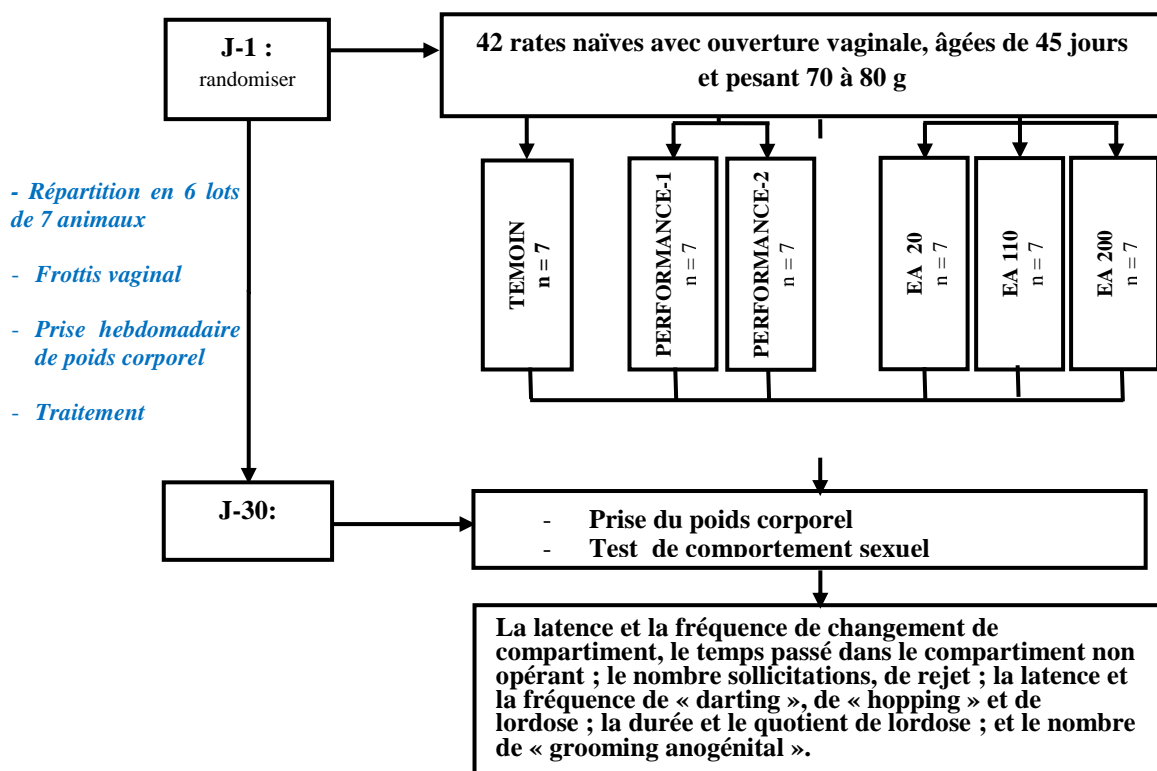 J-1 :
randomiser
42 rates naïves avec ouverture vaginale, âgées de 45 jours
et pesant 70 à 80 g
- Répartition en 6 lots
de 7 animaux
- Frottis vaginal
- Prise hebdomadaire
de poids corporel
- Traitement
TEMOIN
n = 7
PERFORMANCE-1
n = 7
PERFORMANCE-2
n = 7
EA 20
n = 7
EA 110
n = 7
EA 200
n = 7
J-30:
- Prise du poids corporel
- Test de comportement sexuel
La latence et la fréquence de changement de
compartiment, le temps passé dans le compartiment non
opérant ; le nombre sollicitations, de rejet ; la latence et
la fréquence de « darting », de « hopping » et de
lordose ; la durée et le quotient de lordose ; et le nombre
de « grooming anogénital ».